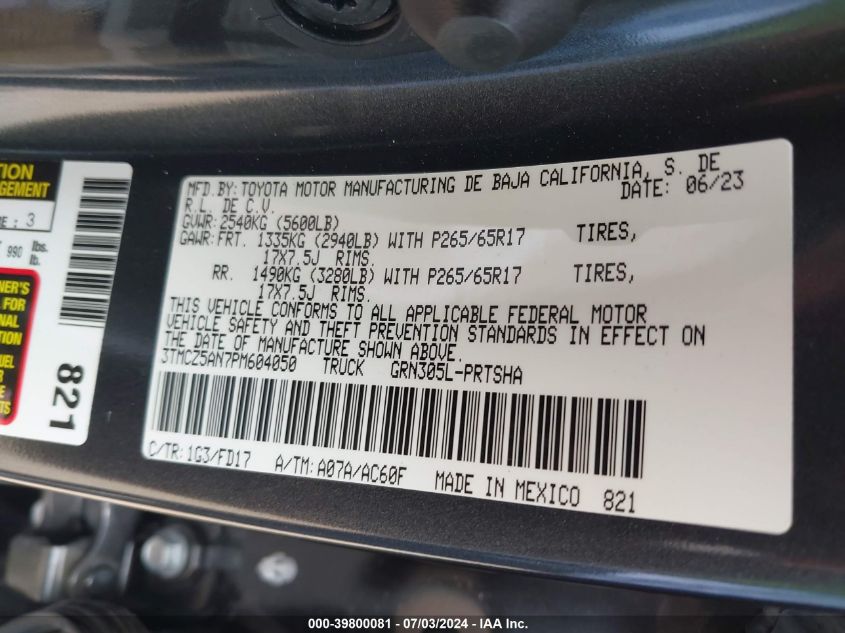 MFD.BY: TOYOTA MOTOR MANUFACTURING DE BAJA CALIFORNIA, S. DE
R.L. DE C.V. DATE: 06/23
GVWR: 2540KG (5600LB)
GAWR: FRT. 1335KG (2940LB) WITH P265/65R17 TIRES,
17X7.5J RIMS.
RR. 1490KG (3280LB) WITH P265/65R17 TIRES,
17X7.5J RIMS.
THIS VEHICLE CONFORMS TO ALL APPLICABLE FEDERAL MOTOR
VEHICLE SAFETY AND THEFT PREVENTION STANDARDS IN EFFECT ON
THE DATE OF MANUFACTURE SHOWN ABOVE.
3TMCZ5AN7PM604050 TRUCK GRN305L-PRTSHA
C/TR: 1G3/FD17 A/TM: A07A/AC60F MADE IN MEXICO 821
: 3
990 lbs.
821
000-39800081 / 07/03/2024 / IAA Inc.